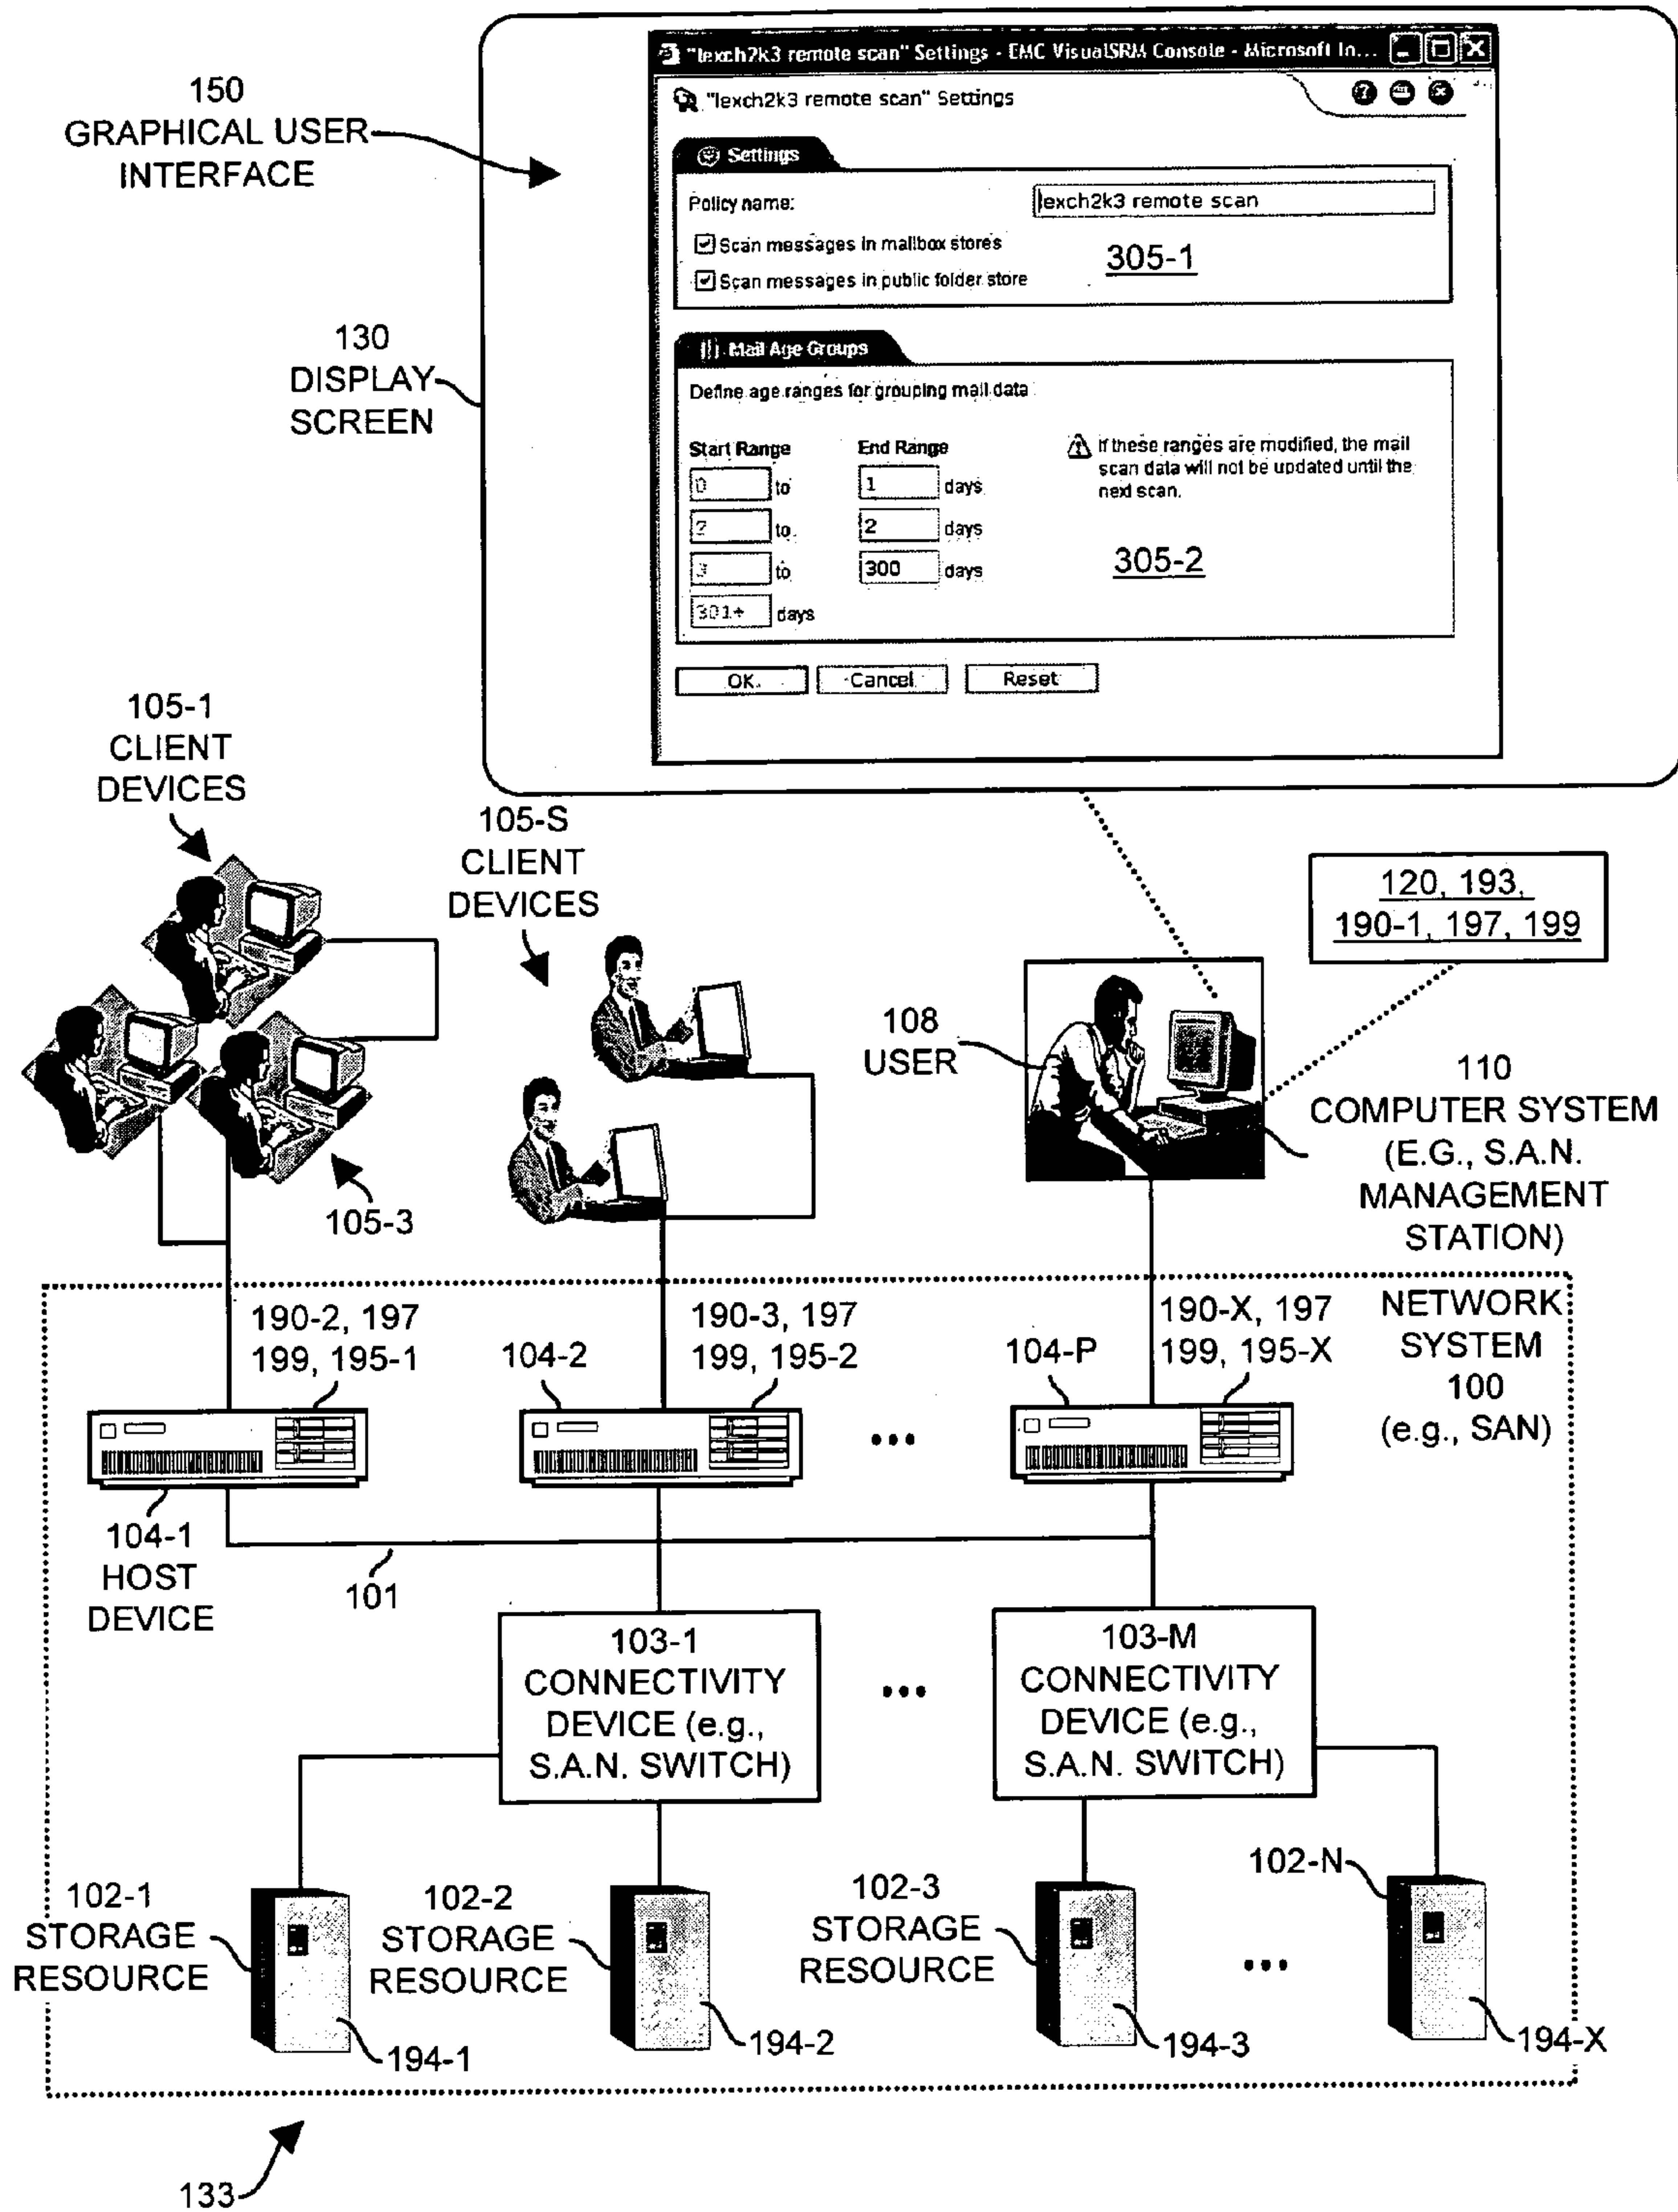 150
GRAPHICAL USER
INTERFACE
"lexch2k3 remote scan" Settings - EMC VisualSRM Console - Microsoft In...
"lexch2k3 remote scan" Settings
Settings
Policy name:
lexch2k3 remote scan
Scan messages in mailbox stores
Scan messages in public folder store
305-1
130
DISPLAY
SCREEN
Mail Age Groups
Define age ranges for grouping mail data
Start Range
End Range
If these ranges are modified, the mail
scan data will not be updated until the
next scan.
0 to 1 days
2 to 2 days
3 to 300 days
301+ days
305-2
OK
Cancel
Reset
105-1
CLIENT
DEVICES
105-S
CLIENT
DEVICES
120, 193,
190-1, 197, 199
108
USER
105-3
110
COMPUTER SYSTEM
(E.G., S.A.N.
MANAGEMENT
STATION)
190-2, 197
199, 195-1
104-2
190-3, 197
199, 195-2
104-P
190-X, 197
199, 195-X
NETWORK
SYSTEM
100
(e.g., SAN)
...
104-1
HOST
DEVICE
101
103-1
CONNECTIVITY
DEVICE (e.g.,
S.A.N. SWITCH)
...
103-M
CONNECTIVITY
DEVICE (e.g.,
S.A.N. SWITCH)
102-1
STORAGE
RESOURCE
102-2
STORAGE
RESOURCE
102-3
STORAGE
RESOURCE
...
102-N
194-1
194-2
194-3
194-X
133